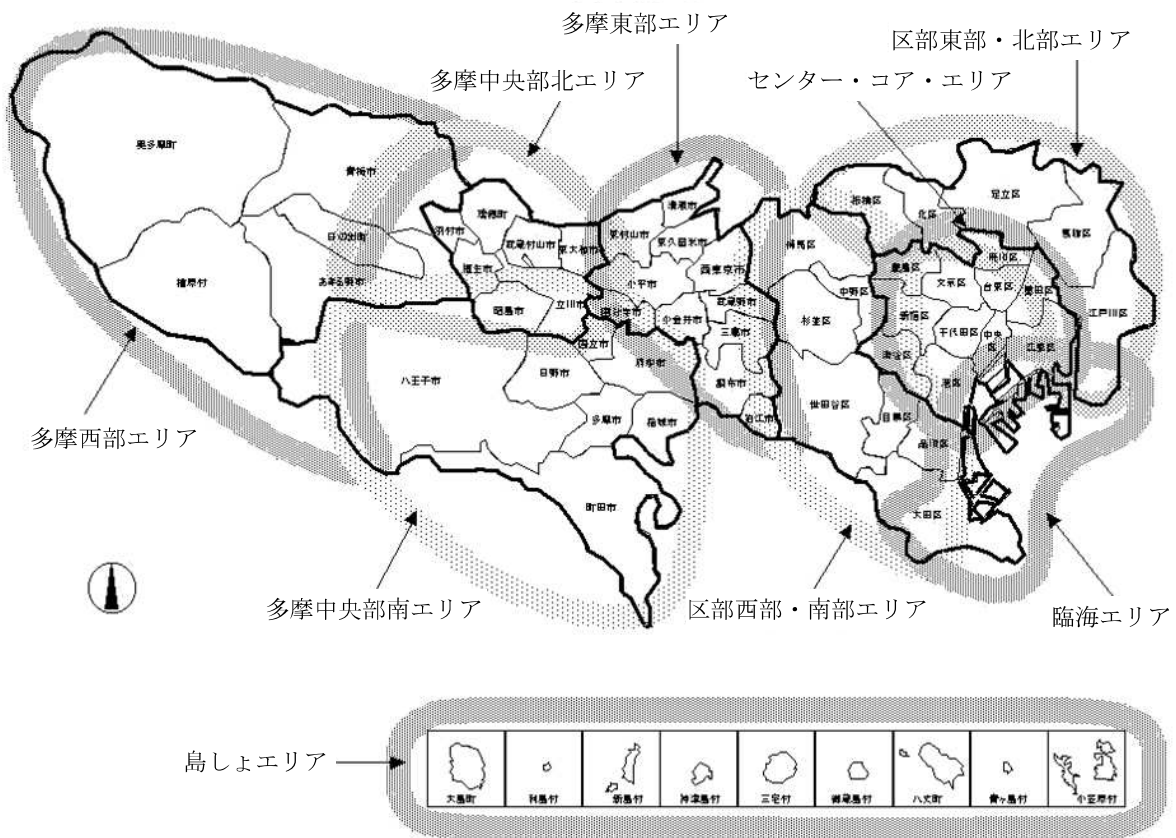 多摩東部エリア
区部東部・北部エリア
多摩中央部北エリア
センター・コア・エリア
奥多摩町
青梅市
瑞穂町
清瀬市
板橋区
北区
足立区
葛飾区
羽村市
武蔵村山市
東大和市
東村山市
東久留米市
練馬区
日の出町
福生市
西東京市
豊島区
荒川区
檜原村
あきる野市
小平市
中野区
文京区
台東区
墨田区
昭島市
立川市
国分寺市
小金井市
武蔵野市
杉並区
新宿区
江戸川区
国立市
三鷹市
千代田区
中央区
江東区
八王子市
日野市
府中市
調布市
渋谷区
港区
多摩市
稲城市
狛江市
世田谷区
目黒区
品川区
多摩西部エリア
町田市
大田区
多摩中央部南エリア
区部西部・南部エリア
臨海エリア
島しょエリア
大島町
利島村
新島村
神津島村
三宅村
御蔵島村
八丈町
青ヶ島村
小笠原村